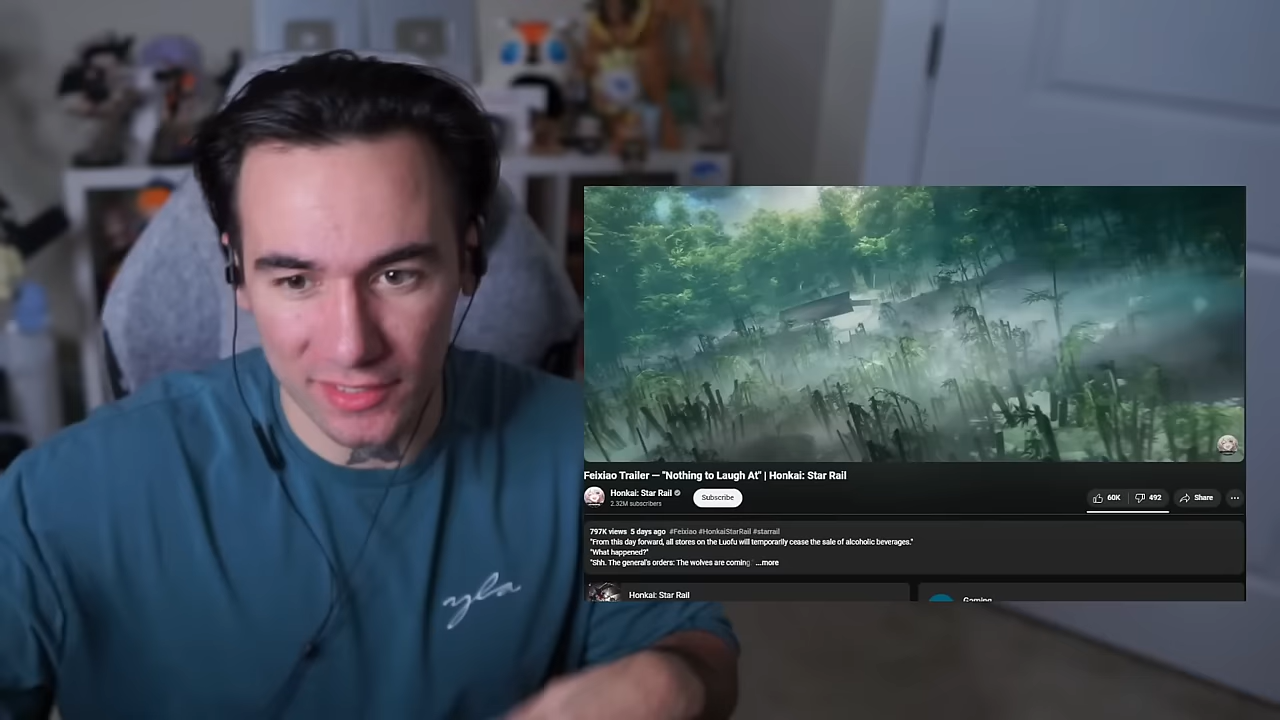 Feixiao Trailer — "Nothing to Laugh At" | Honkai: Star Rail
Honkai: Star Rail
2.32M subscribers
Subscribe
60K
492
Share
797K views 5 days ago #Feixiao #HonkaiStarRail #starrail
"From this day forward, all stores on the Luofu will temporarily cease the sale of alcoholic beverages."
"What happened?"
"Shh. The general's orders: The wolves are coming. ...more
Honkai: Star Rail
Gaming
yla